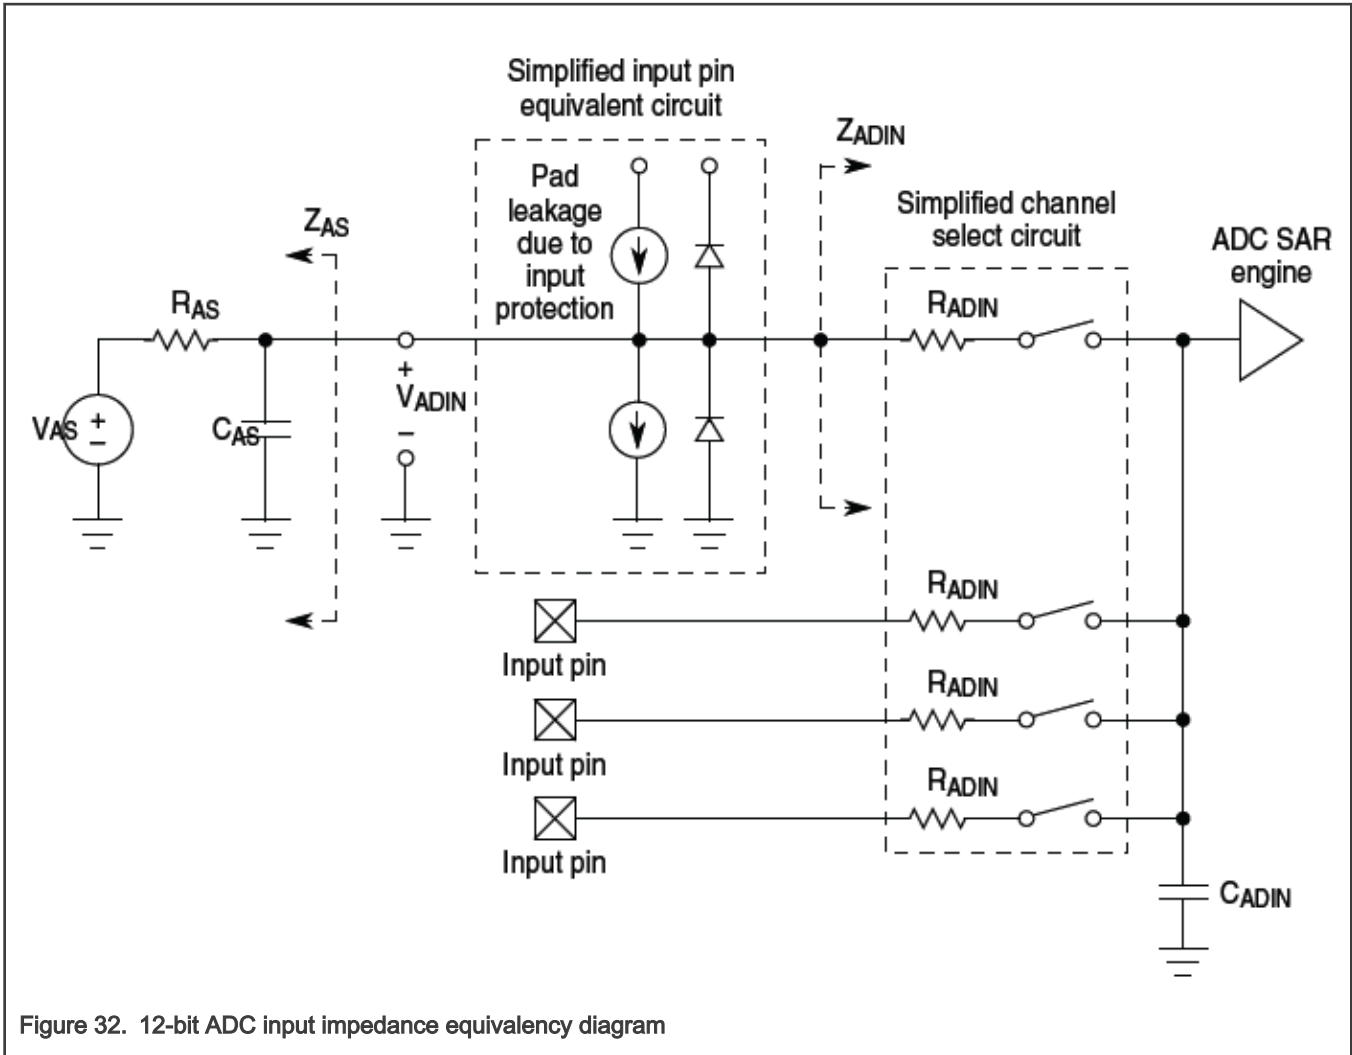 Simplified input pin
equivalent circuit
Pad
leakage
due to
input
protection
ZADIN
Simplified channel
select circuit
ADC SAR
engine
ZAS
RAS
RADIN
+
VADIN
−
VAS
+
−
CAS
RADIN
Input pin
RADIN
Input pin
RADIN
Input pin
CADIN
Figure 32. 12-bit ADC input impedance equivalency diagram